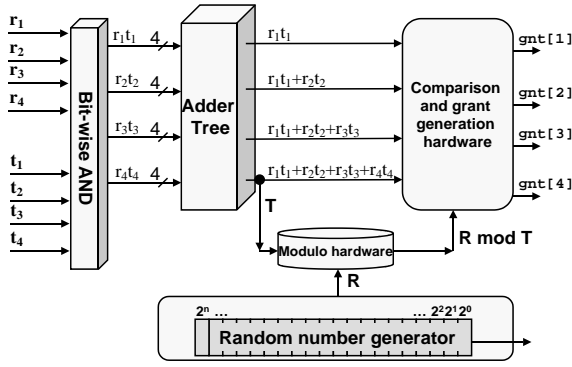 r1
r2
r3
r4
t1
t2
t3
t4
Bit-wise AND
r1t1 4
r2t2 4
r3t3 4
r4t4 4
Adder
Tree
r1t1
r1t1+r2t2
r1t1+r2t2+r3t3
r1t1+r2t2+r3t3+r4t4
T
Comparison
and grant
generation
hardware
gnt[1]
gnt[2]
gnt[3]
gnt[4]
Modulo hardware
R mod T
R
2ⁿ ... ... 2²2¹2⁰
Random number generator